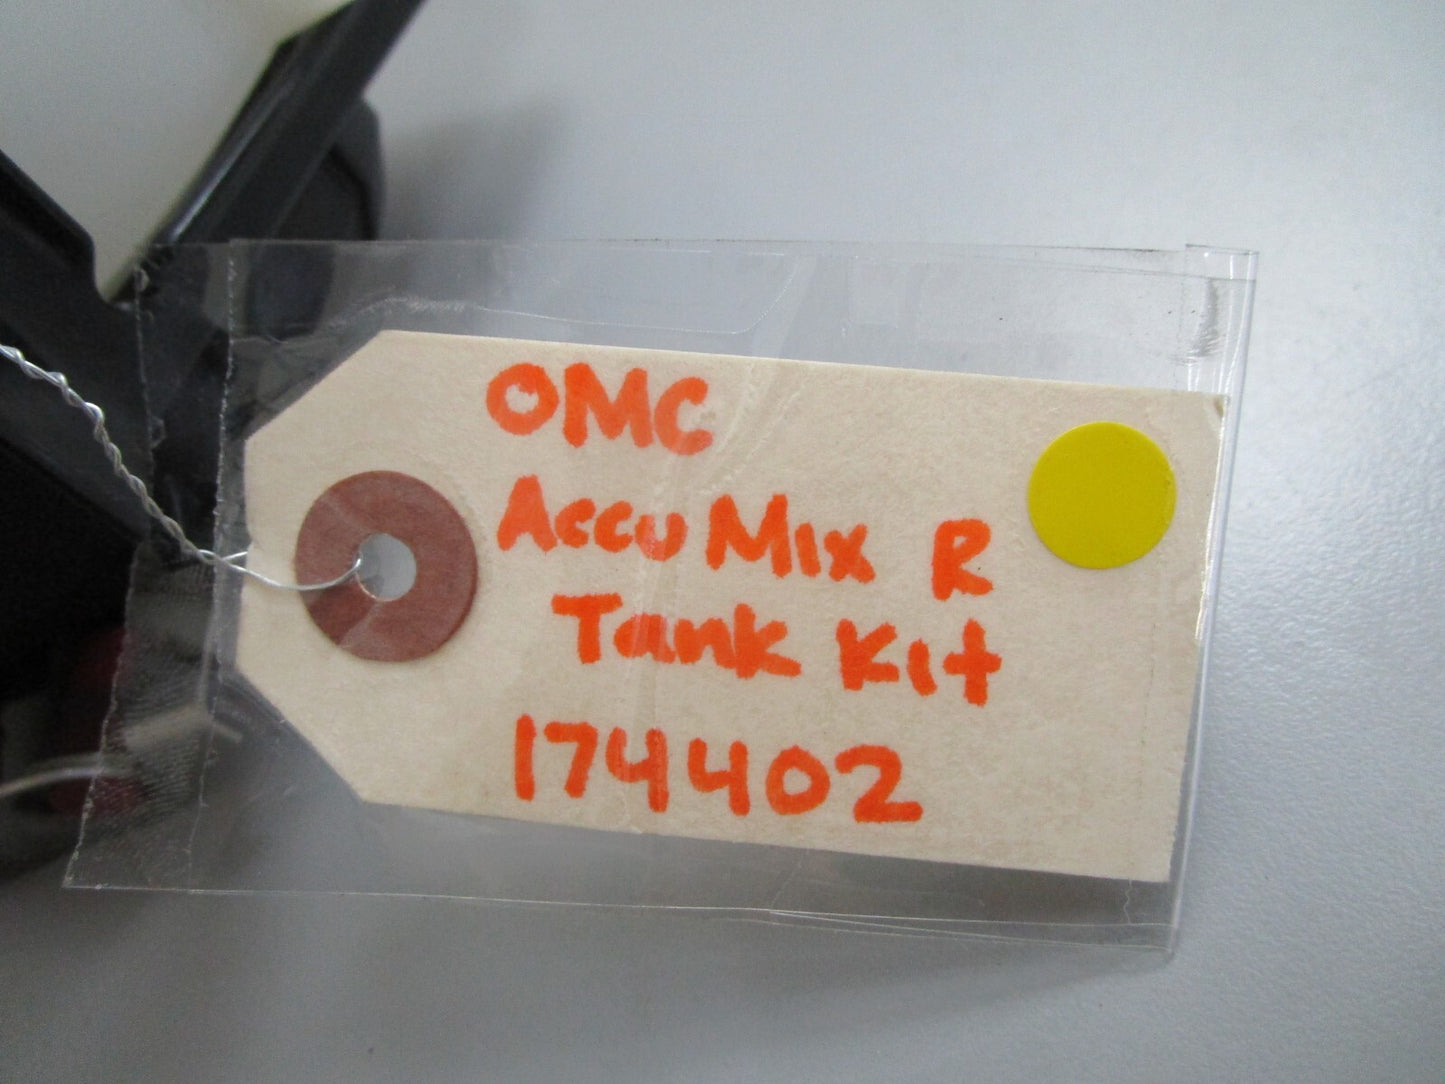 OMC
Accu Mix R
Tank Kit
174402